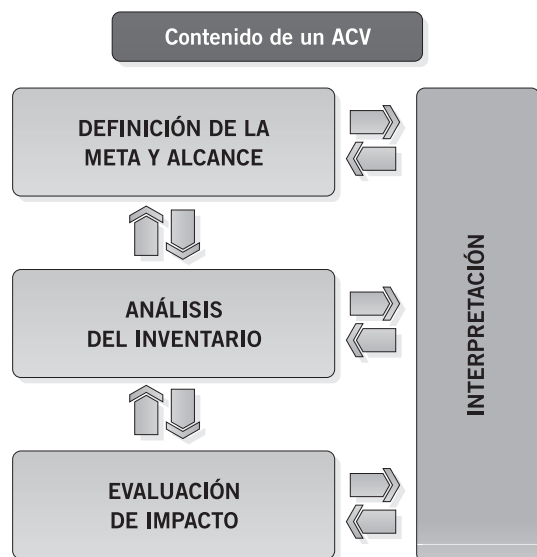 Contenido de un ACV
DEFINICIÓN DE LA
META Y ALCANCE
ANÁLISIS
DEL INVENTARIO
EVALUACIÓN
DE IMPACTO
INTERPRETACIÓN